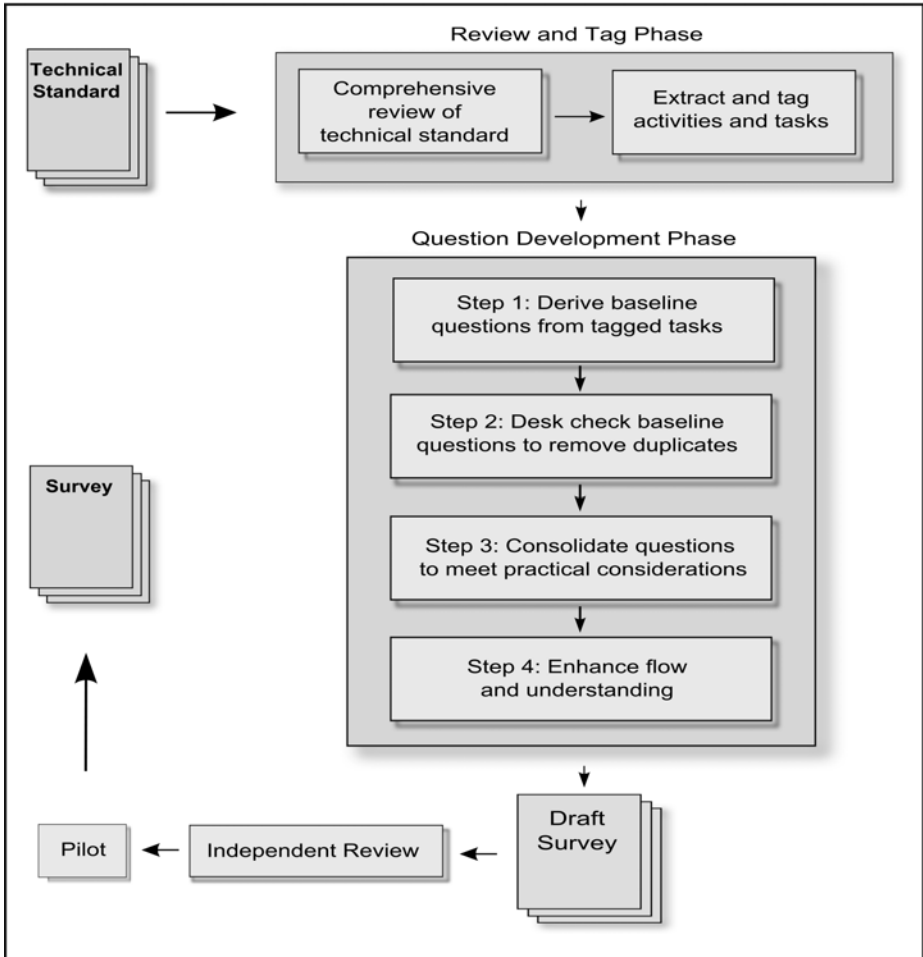 Review and Tag Phase
Technical
Standard
Comprehensive
review of
technical standard
Extract and tag
activities and tasks
Question Development Phase
Step 1: Derive baseline
questions from tagged tasks
Step 2: Desk check baseline
questions to remove duplicates
Step 3: Consolidate questions
to meet practical considerations
Step 4: Enhance flow
and understanding
Draft
Survey
Independent Review
Pilot
Survey